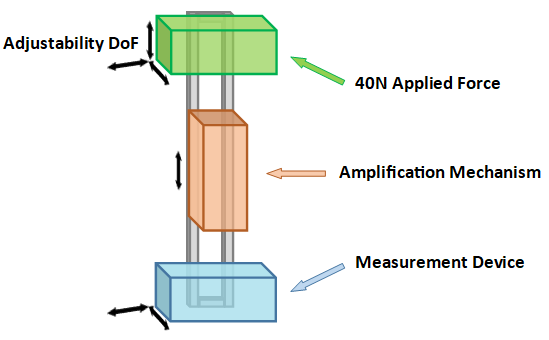 Adjustability DoF
40N Applied Force
Amplification Mechanism
Measurement Device